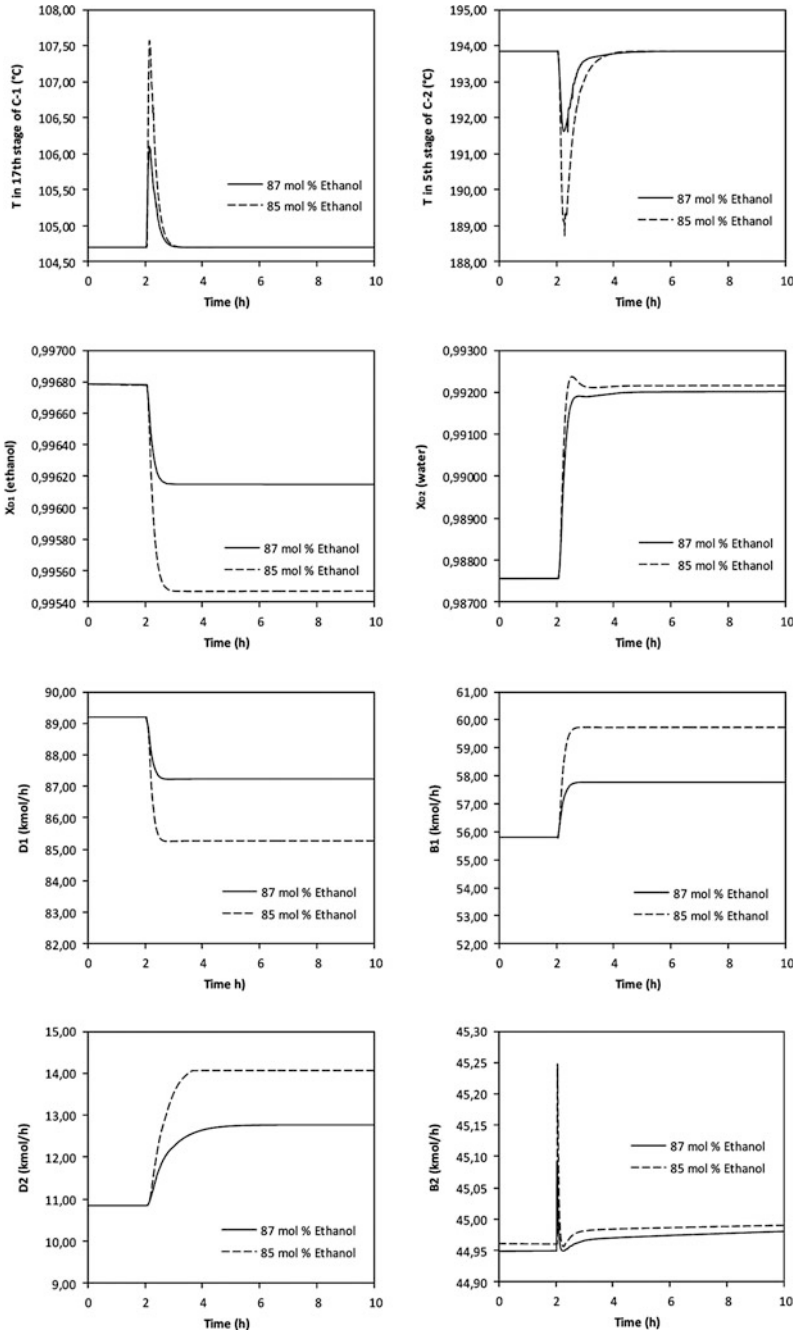 108,00
107,50
107,00
106,50
106,00
105,50
105,00
104,50
T in 17th stage of C-1 (°C)
87 mol % Ethanol
85 mol % Ethanol
0 2 4 6 8 10
Time (h)
195,00
194,00
193,00
192,00
191,00
190,00
189,00
188,00
T in 5th stage of C-2 (°C)
87 mol % Ethanol
85 mol % Ethanol
0 2 4 6 8 10
Time (h)
0,99700
0,99680
0,99660
0,99640
0,99620
0,99600
0,99580
0,99560
0,99540
XD1 (ethanol)
87 mol % Ethanol
85 mol % Ethanol
0 2 4 6 8 10
Time (h)
0,99300
0,99200
0,99100
0,99000
0,98900
0,98800
0,98700
XD2 (water)
87 mol % Ethanol
85 mol % Ethanol
0 2 4 6 8 10
Time (h)
90,00
89,00
88,00
87,00
86,00
85,00
84,00
83,00
82,00
D1 (kmol/h)
87 mol % Ethanol
85 mol % Ethanol
0 2 4 6 8 10
Time h)
61,00
60,00
59,00
58,00
57,00
56,00
55,00
54,00
53,00
52,00
B1 (kmol/h)
87 mol % Ethanol
85 mol % Ethanol
0 2 4 6 8 10
Time (h)
15,00
14,00
13,00
12,00
11,00
10,00
9,00
D2 (kmol/h)
87 mol % Ethanol
85 mol % Ethanol
0 2 4 6 8 10
Time (h)
45,30
45,25
45,20
45,15
45,10
45,05
45,00
44,95
44,90
B2 (kmol/h)
87 mol % Ethanol
85 mol % Ethanol
0 2 4 6 8 10
Time (h)